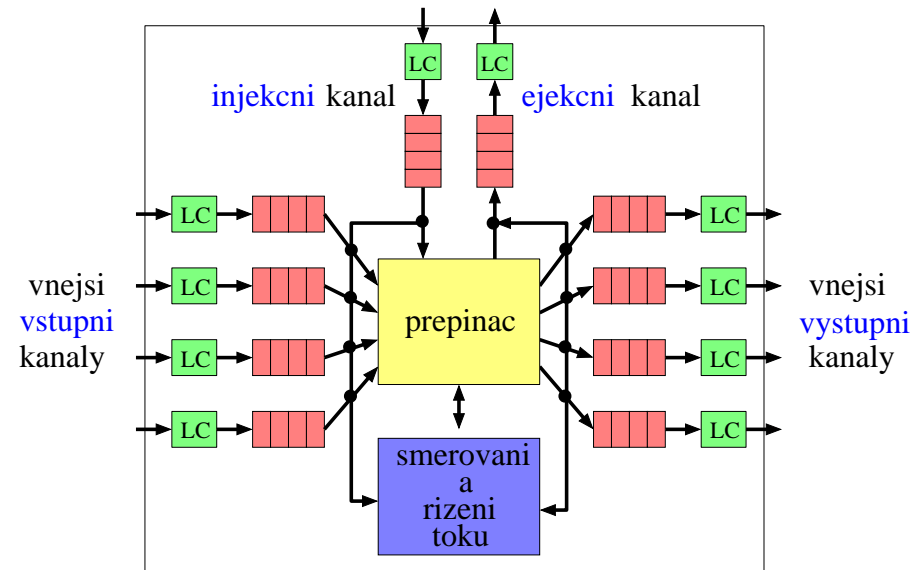 LC
LC
injekcni kanal
ejekcni kanal
LC
LC
LC
LC
vnejsi
vstupni
kanaly
prepinac
vnejsi
vystupni
kanaly
LC
LC
LC
LC
smerovani
a
rizeni
toku